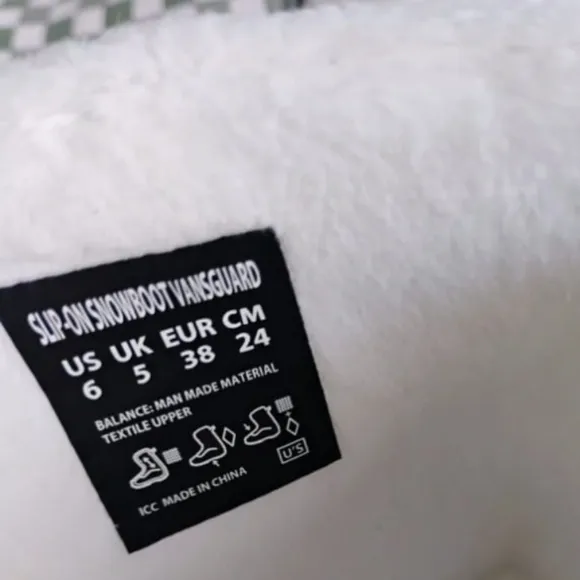 SLIP-ON SNOWBOOT VANSGUARD
US UK EUR CM
6 5 38 24
BALANCE: MAN MADE MATERIAL
TEXTILE UPPER
U'S
ICC MADE IN CHINA